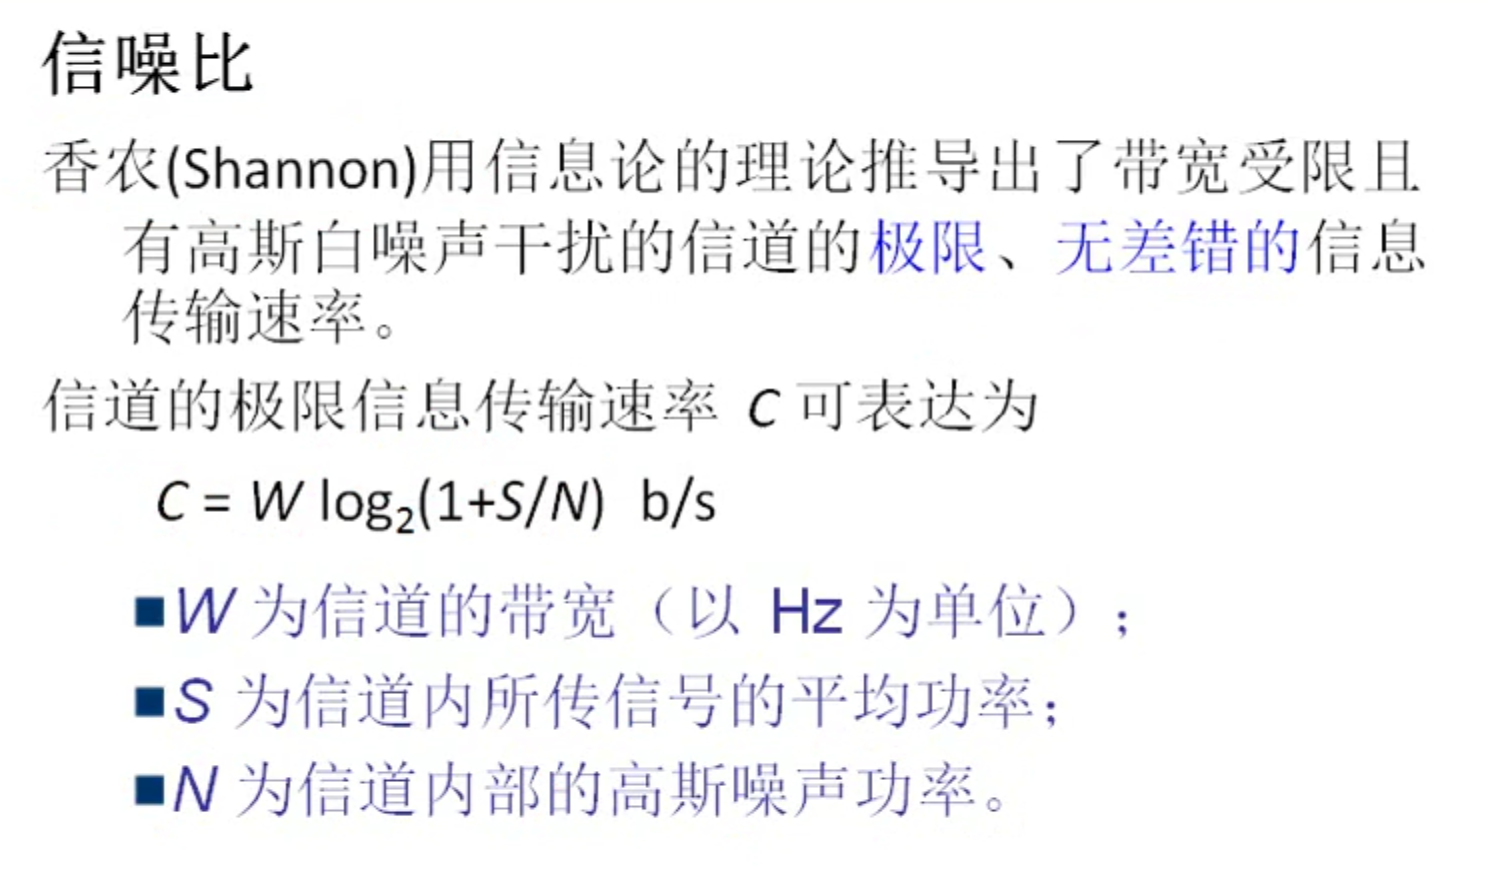 信噪比
香农(Shannon)用信息论的理论推导出了带宽受限且
有高斯白噪声干扰的信道的极限、无差错的信息
传输速率。
信道的极限信息传输速率 C 可表达为
C = W log₂(1+S/N) b/s
■W 为信道的带宽（以 Hz 为单位）；
■S 为信道内所传信号的平均功率；
■N 为信道内部的高斯噪声功率。